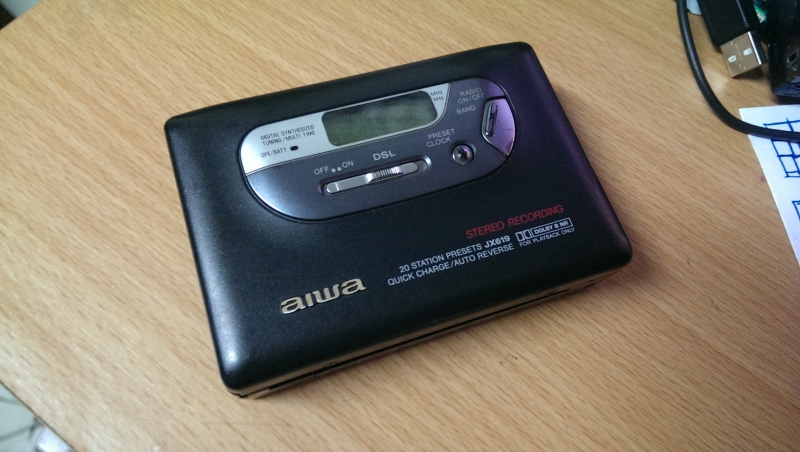 MHz
KHz
RADIO
ON/OFF
BAND
DIGITAL SYNTHESIZED
TUNING/MULTI TIME
OPE/BATT
PRESET
CLOCK
OFF ON DSL
STEREO RECORDING
20 STATION PRESETS JX619 DOLBY B NR
QUICK CHARGE/AUTO REVERSE FOR PLAYBACK ONLY
aiwa